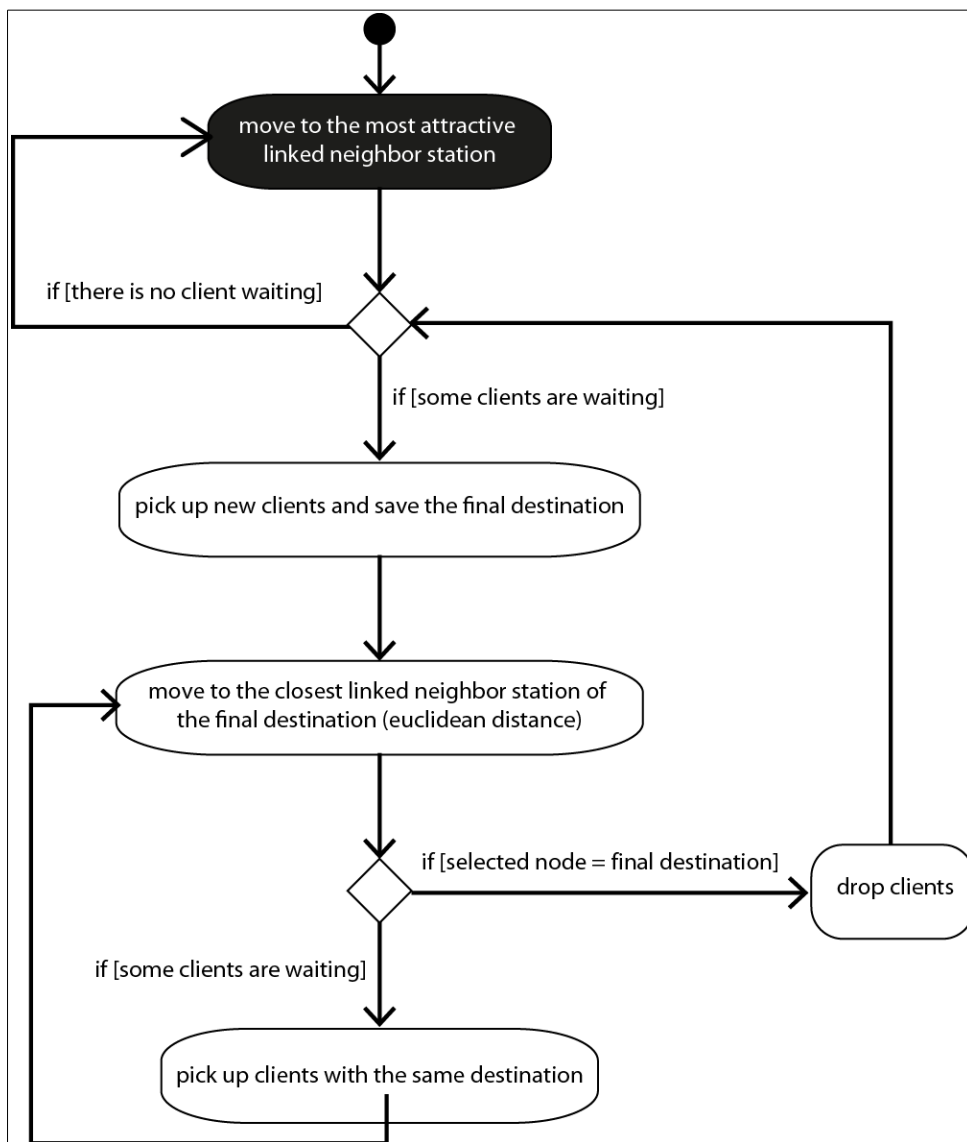 move to the most attractive
linked neighbor station
if [there is no client waiting]
if [some clients are waiting]
pick up new clients and save the final destination
move to the closest linked neighbor station of
the final destination (euclidean distance)
if [selected node = final destination]
drop clients
if [some clients are waiting]
pick up clients with the same destination